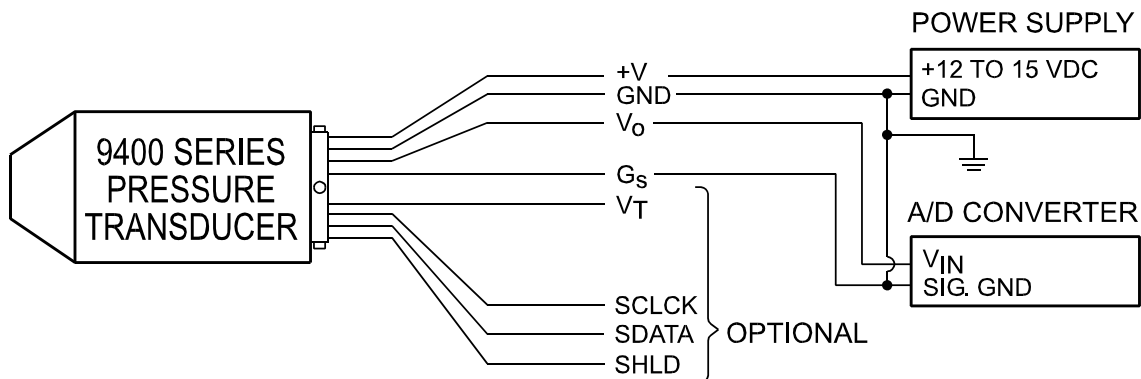 POWER SUPPLY
+12 TO 15 VDC
GND
+V
GND
Vo
9400 SERIES
PRESSURE
TRANSDUCER
GS
VT
A/D CONVERTER
VIN
SIG. GND
SCLCK
SDATA
SHLD
OPTIONAL